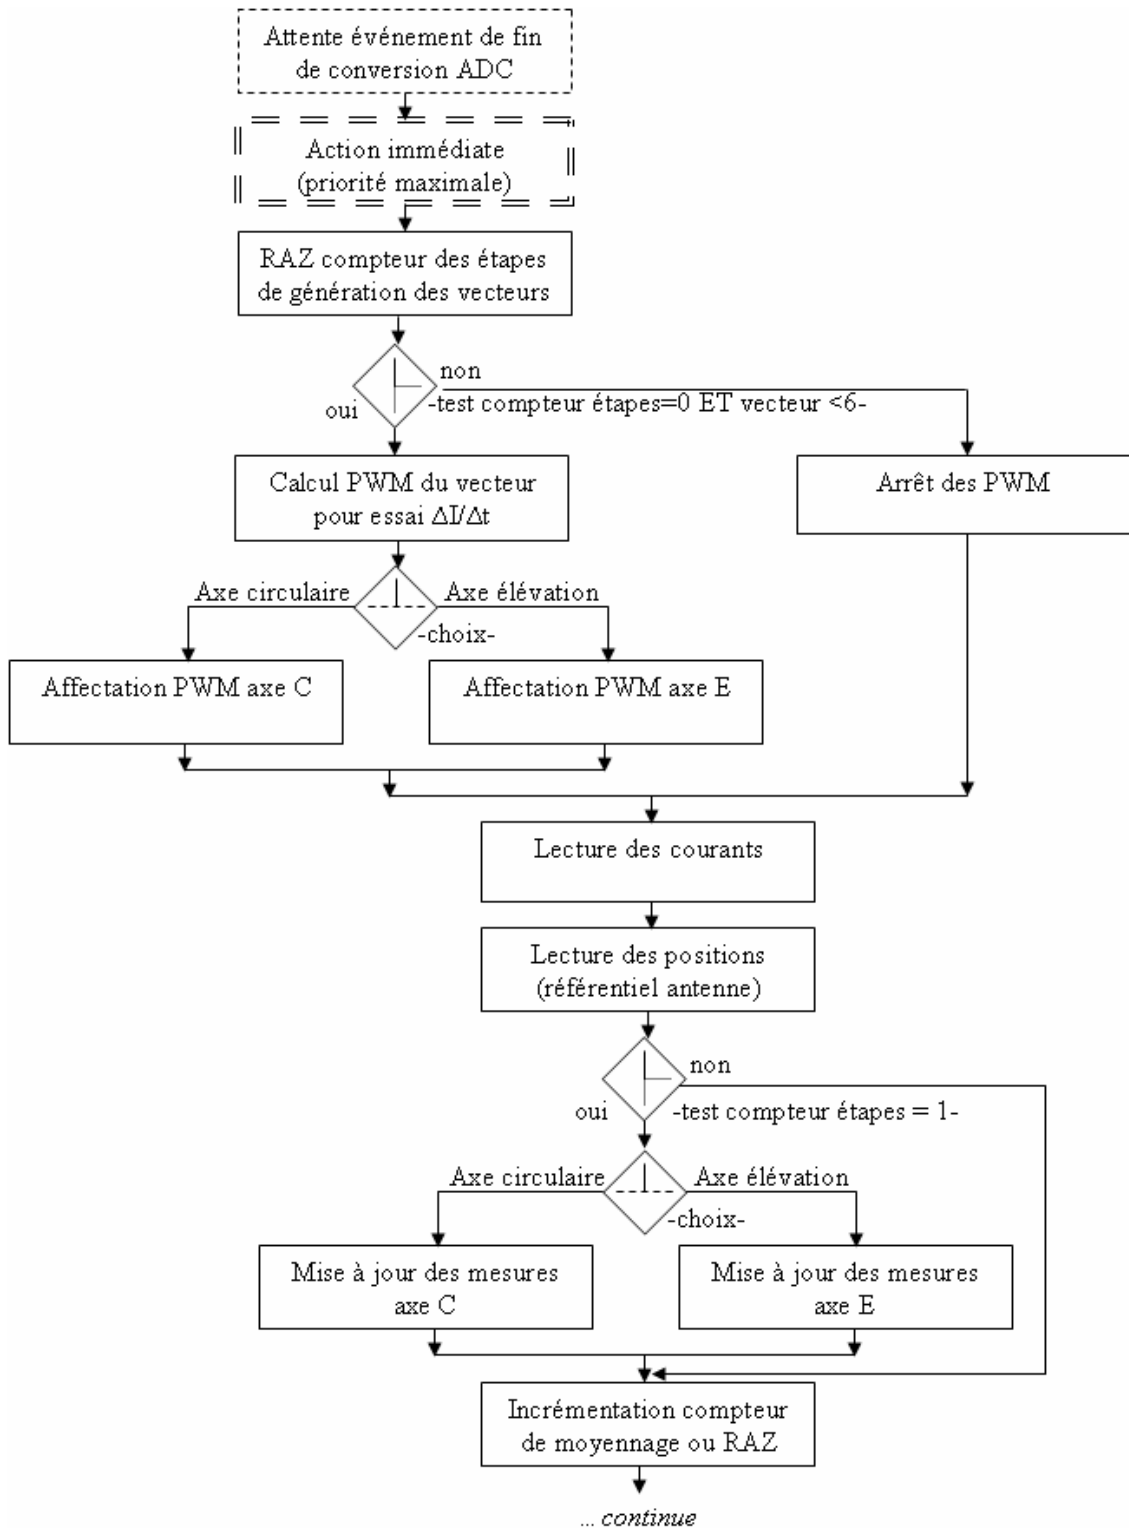 Attente événement de fin
de conversion ADC
Action immédiate
(priorité maximale)
RAZ compteur des étapes
de génération des vecteurs
non
oui
-test compteur étapes=0 ET vecteur <6-
Calcul PWM du vecteur
pour essai ΔI/Δt
Arrêt des PWM
Axe circulaire
Axe élévation
-choix-
Affectation PWM axe C
Affectation PWM axe E
Lecture des courants
Lecture des positions
(référentiel antenne)
non
oui
-test compteur étapes = 1-
Axe circulaire
Axe élévation
-choix-
Mise à jour des mesures
axe C
Mise à jour des mesures
axe E
Incrémentation compteur
de moyennage ou RAZ
... continue